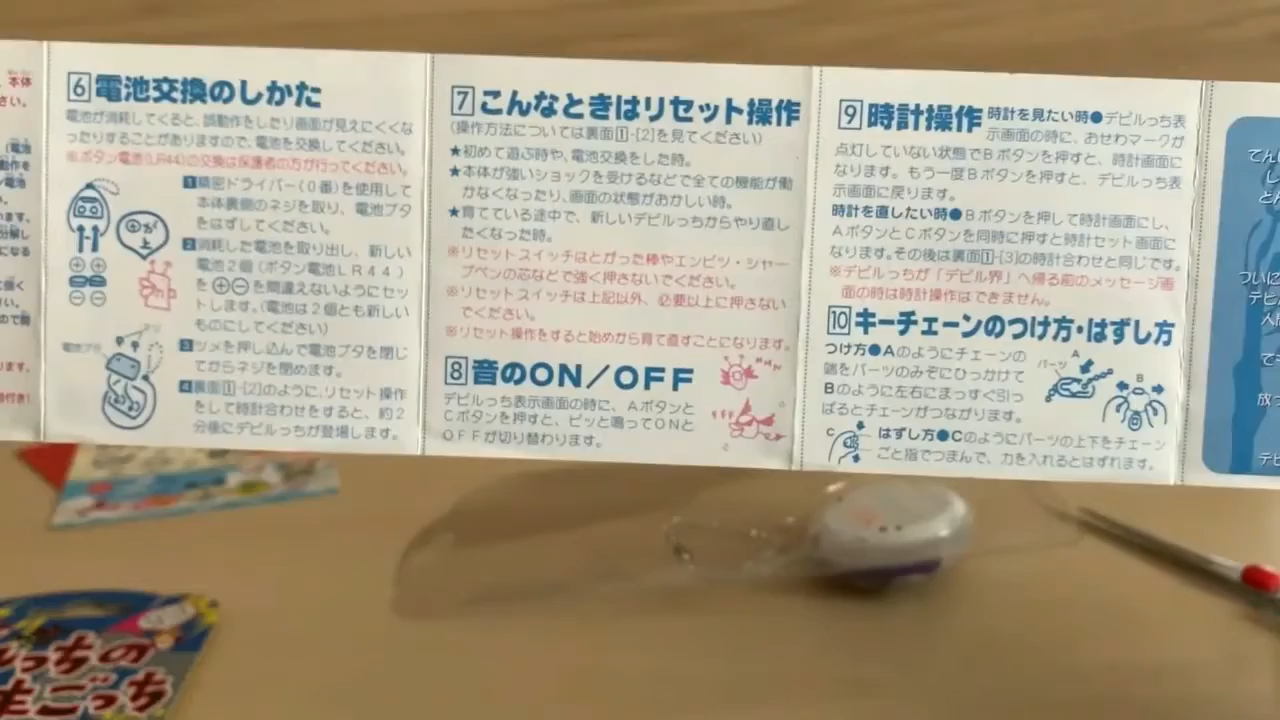 本体
さい。
6 電池交換のしかた
電池が消耗してくると、誤動作をしたり画面が見えにくくな
ったりすることがありますので、電池を交換してください。
※ボタン電池(LR44)の交換は保護者の方が行ってください。
⊕が
上
1 精密ドライバー(0番)を使用して
本体裏側のネジを取り、電池ブタ
をはずしてください。
2 消耗した電池を取り出し、新しい
電池2個(ボタン電池LR44)
を⊕⊖を間違えないようにセッ
トします。(電池は2個とも新しい
ものにしてください)
電池ブタ
3 ツメを押し込んで電池ブタを閉じ
てからネジを閉めます。
4 裏面1-[2]のように、リセット操作
をして時計合わせをすると、約2
分後にデビルっちが登場します。
7 こんなときはリセット操作
(操作方法については裏面1-[2]を見てください)
★初めて遊ぶ時や、電池交換をした時。
★本体が強いショックを受けるなどで全ての機能が働
かなくなったり、画面の状態がおかしい時。
★育てている途中で、新しいデビルっちからやり直し
たくなった時。
※リセットスイッチはとがった棒やエンピツ・シャー
プペンの芯などで強く押さないでください。
※リセットスイッチは上記以外、必要以上に押さない
でください。
※リセット操作をすると始めから育て直すことになります。
8 音のON/OFF
デビルっち表示画面の時に、Aボタンと
Cボタンを押すと、ピッと鳴ってONと
OFFが切り替わります。
9 時計操作 時計を見たい時●デビルっち表
示画面の時に、おせわマークが
点灯していない状態でBボタンを押すと、時計画面に
なります。もう一度Bボタンを押すと、デビルっち表
示画面に戻ります。
時計を直したい時●Bボタンを押して時計画面にし、
AボタンとCボタンを同時に押すと時計セット画面に
なります。その後は裏面1-[3]の時計合わせと同じです。
※デビルっちが「デビル界」へ帰る前のメッセージ画
面の時は時計操作はできません。
10 キーチェーンのつけ方・はずし方
つけ方●Aのようにチェーンの
端をパーツのみぞにひっかけて
Bのように左右にまっすぐ引っ
ぱるとチェーンがつながります。
パーツ
A
B
C
はずし方●Cのようにパーツの上下をチェーン
ごと指でつまんで、力を入れるとはずれます。
っちの
まごっち